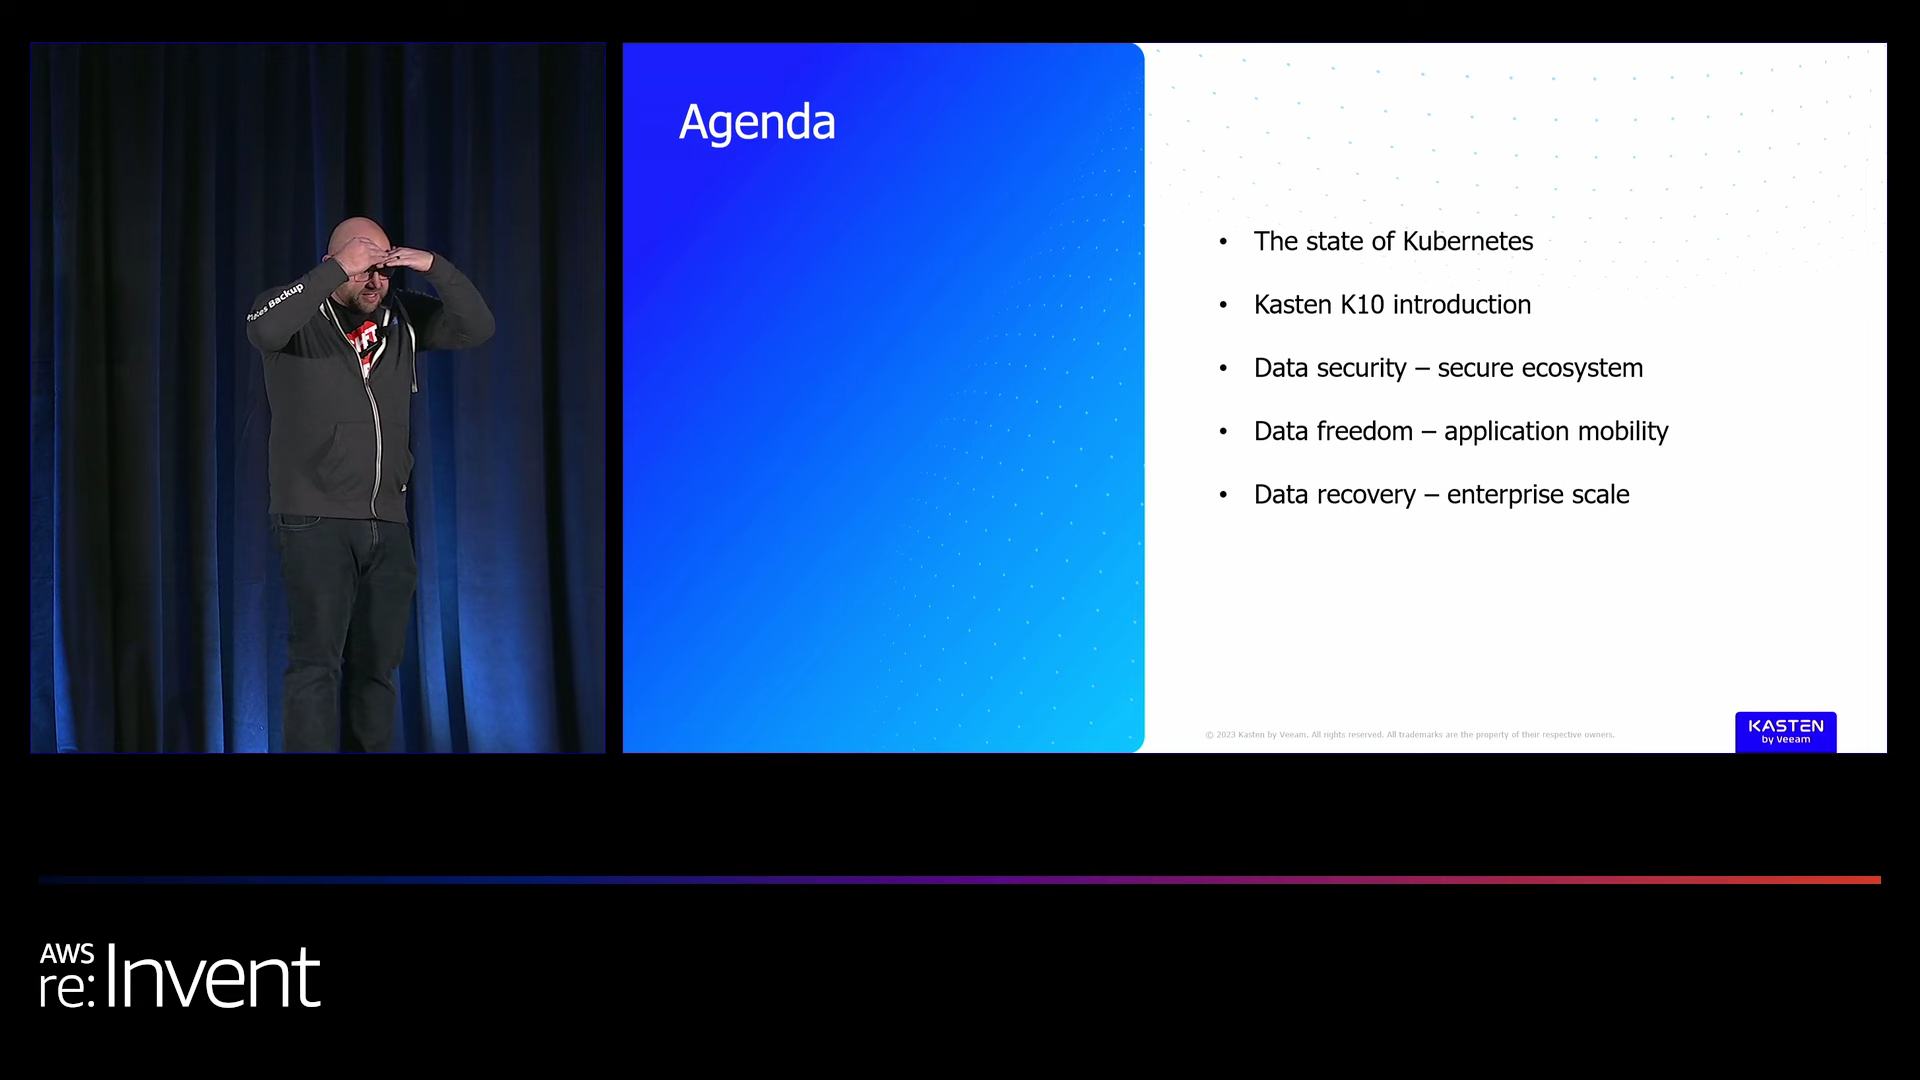 Backup
Agenda
• The state of Kubernetes
• Kasten K10 introduction
• Data security – secure ecosystem
• Data freedom – application mobility
• Data recovery – enterprise scale
© 2023 Kasten by Veeam. All rights reserved. All trademarks are the property of their respective owners.
KASTEN
by Veeam
AWS
re:Invent